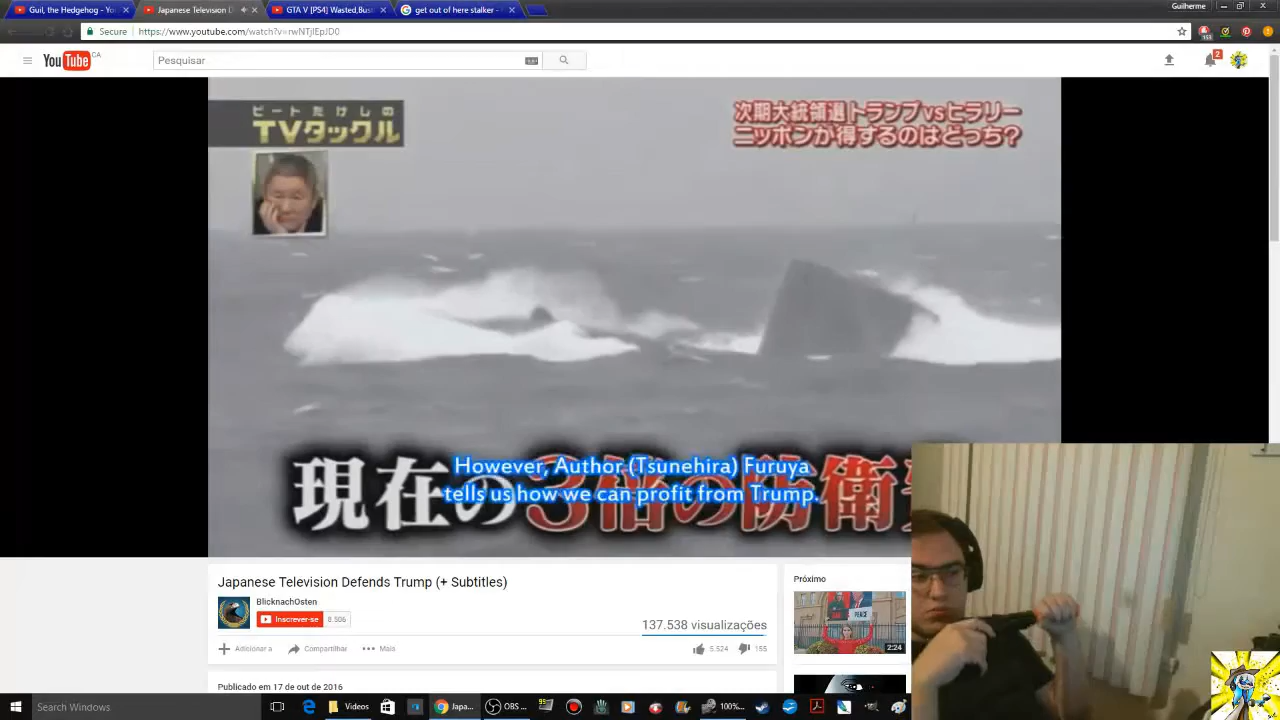 Guil, the Hedgehog - Yo
Japanese Television D
GTA V [PS4] Wasted,Bus
get out of here stalker -
Guilherme
Secure
https://www.youtube.com/watch?v=rwNTjIEpJD0
YouTube CA
Pesquisar
2
ビートたけしの
TVタックル
次期大統領選トランプvsヒラリー
ニッポンが得するのはどっち?
現在の3倍の防衛
However, Author (Tsunehira) Furuya
tells us how we can profit from Trump.
Japanese Television Defends Trump (+ Subtitles)
BlicknachOsten
Inscrever-se 8.506
137.538 visualizações
Adicionar a Compartilhar Mais
5.524 155
Publicado em 17 de out de 2016
Próximo
PEACE
2:24
Search Windows
Videos
Japa...
OBS ...
100%...